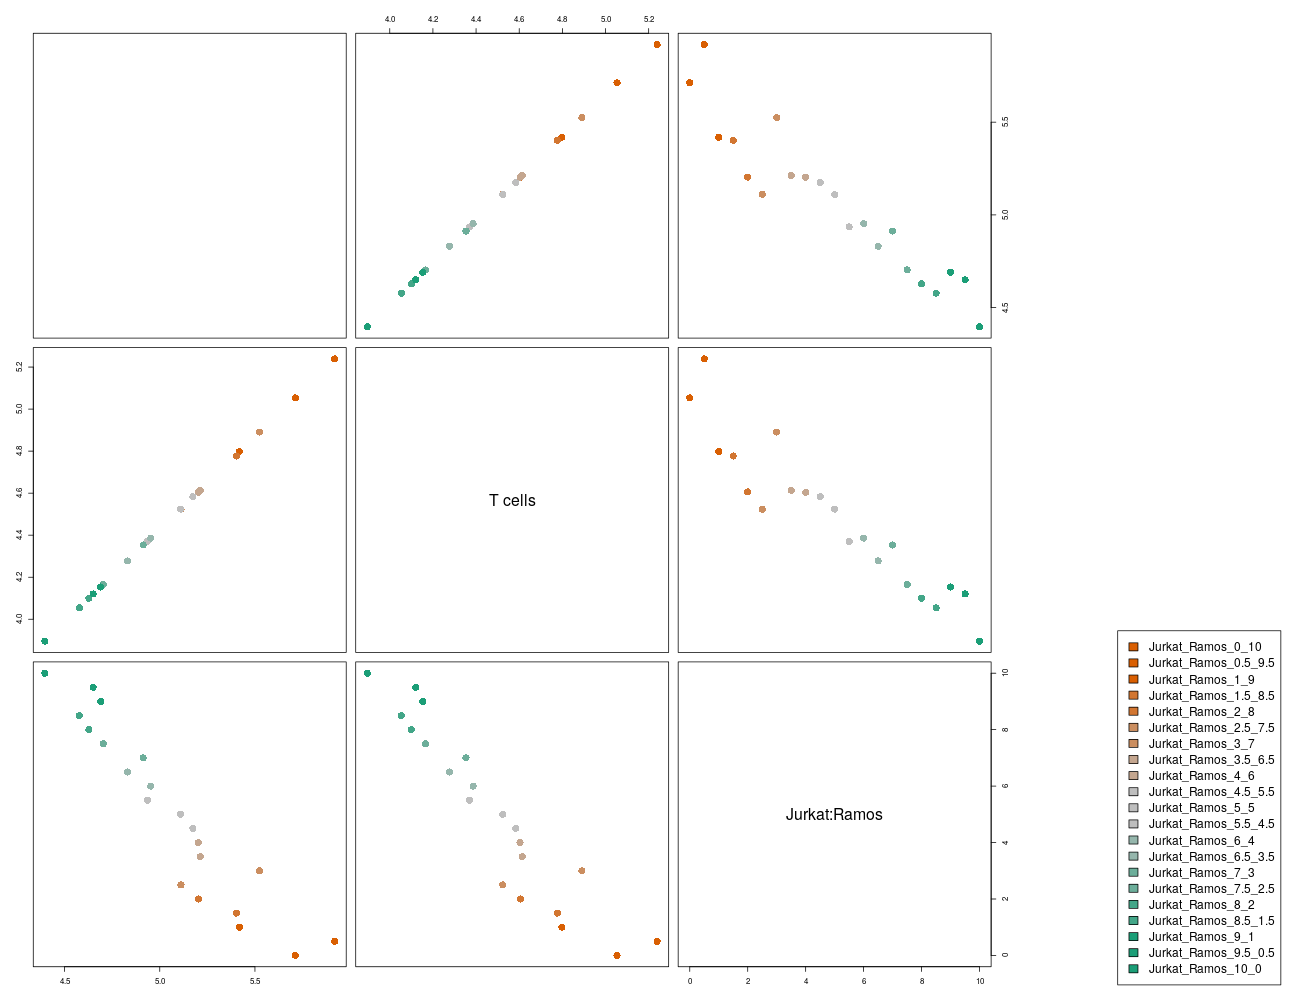 4.0 4.2 4.4 4.6 4.8 5.0 5.2
5.5
5.0
4.5
5.2
5.0
4.8
4.6
4.4
4.2
4.0
T cells
Jurkat:Ramos
10
8
6
4
2
0
4.5 5.0 5.5
0 2 4 6 8 10
Jurkat_Ramos_0_10
Jurkat_Ramos_0.5_9.5
Jurkat_Ramos_1_9
Jurkat_Ramos_1.5_8.5
Jurkat_Ramos_2_8
Jurkat_Ramos_2.5_7.5
Jurkat_Ramos_3_7
Jurkat_Ramos_3.5_6.5
Jurkat_Ramos_4_6
Jurkat_Ramos_4.5_5.5
Jurkat_Ramos_5_5
Jurkat_Ramos_5.5_4.5
Jurkat_Ramos_6_4
Jurkat_Ramos_6.5_3.5
Jurkat_Ramos_7_3
Jurkat_Ramos_7.5_2.5
Jurkat_Ramos_8_2
Jurkat_Ramos_8.5_1.5
Jurkat_Ramos_9_1
Jurkat_Ramos_9.5_0.5
Jurkat_Ramos_10_0